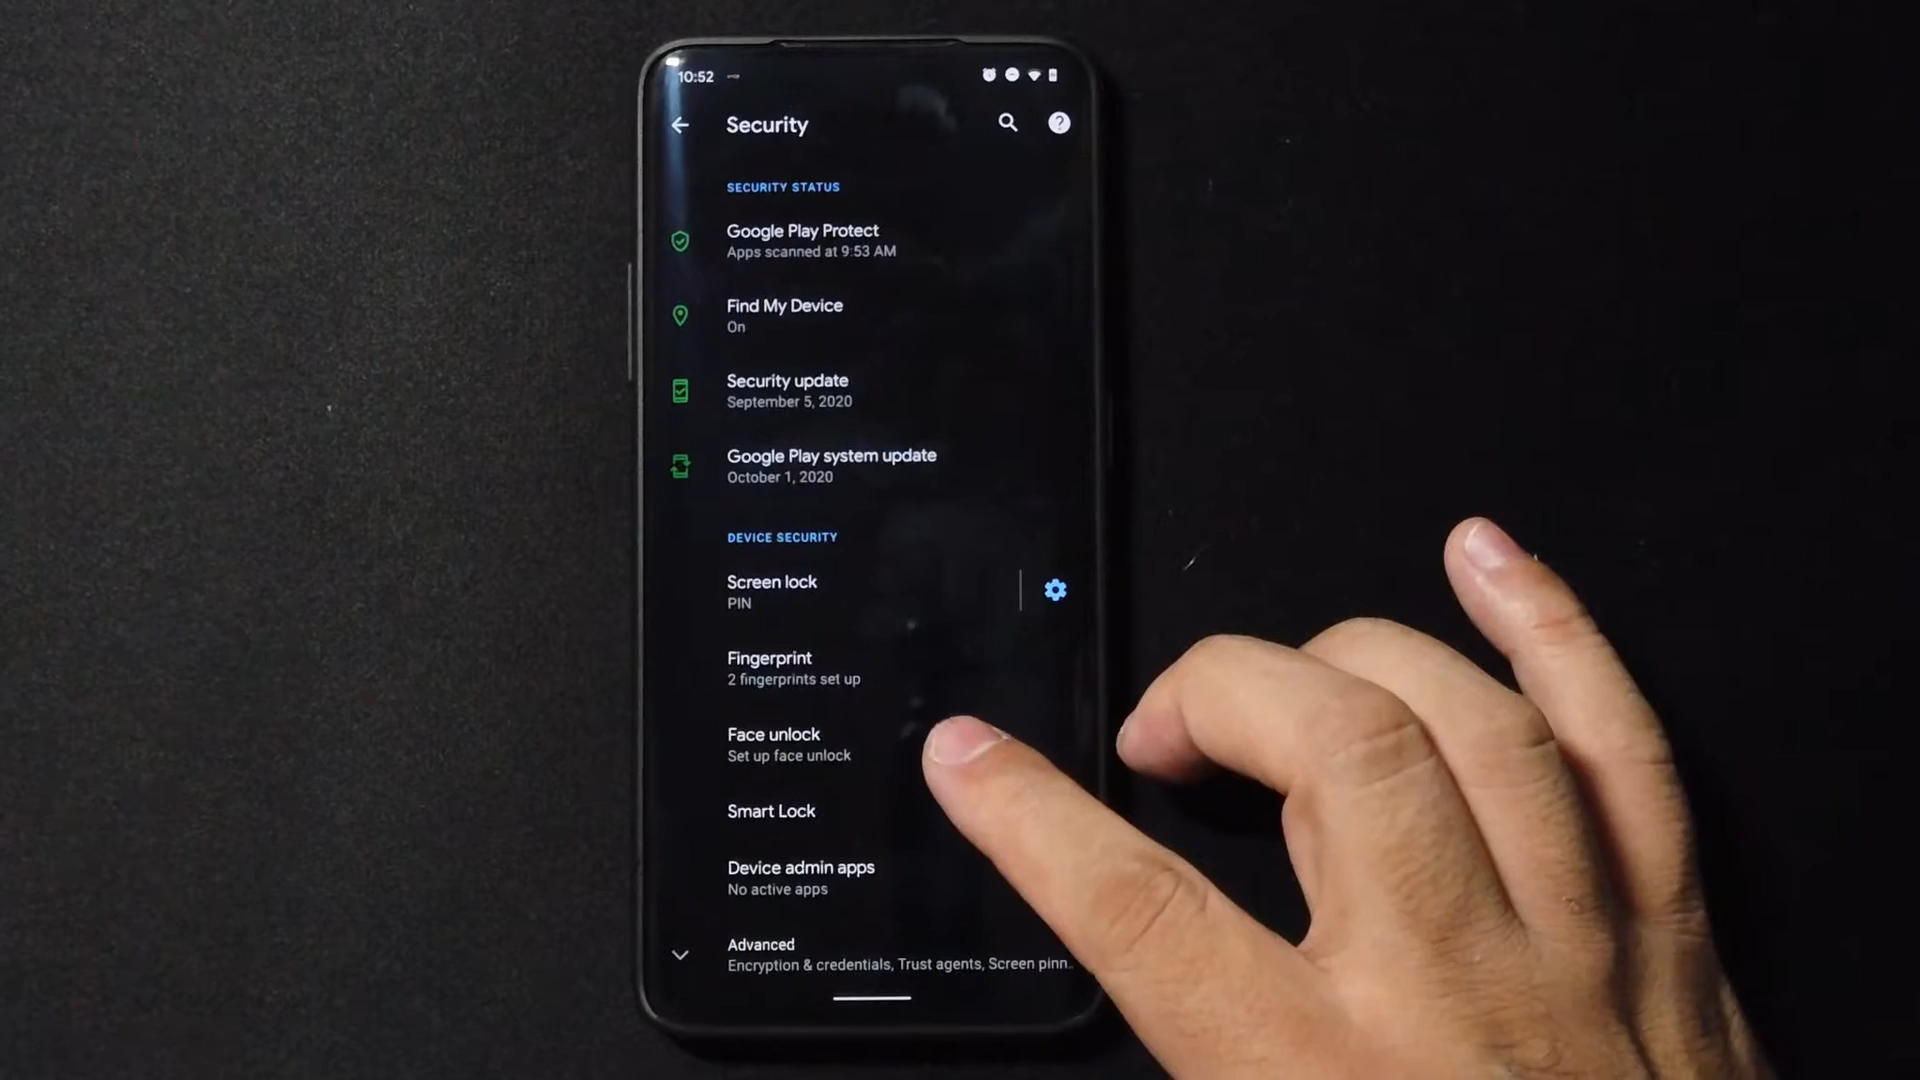 10:52
Security
SECURITY STATUS
Google Play Protect
Apps scanned at 9:53 AM
Find My Device
On
Security update
September 5, 2020
Google Play system update
October 1, 2020
DEVICE SECURITY
Screen lock
PIN
Fingerprint
2 fingerprints set up
Face unlock
Set up face unlock
Smart Lock
Device admin apps
No active apps
Advanced
Encryption & credentials, Trust agents, Screen pinn..